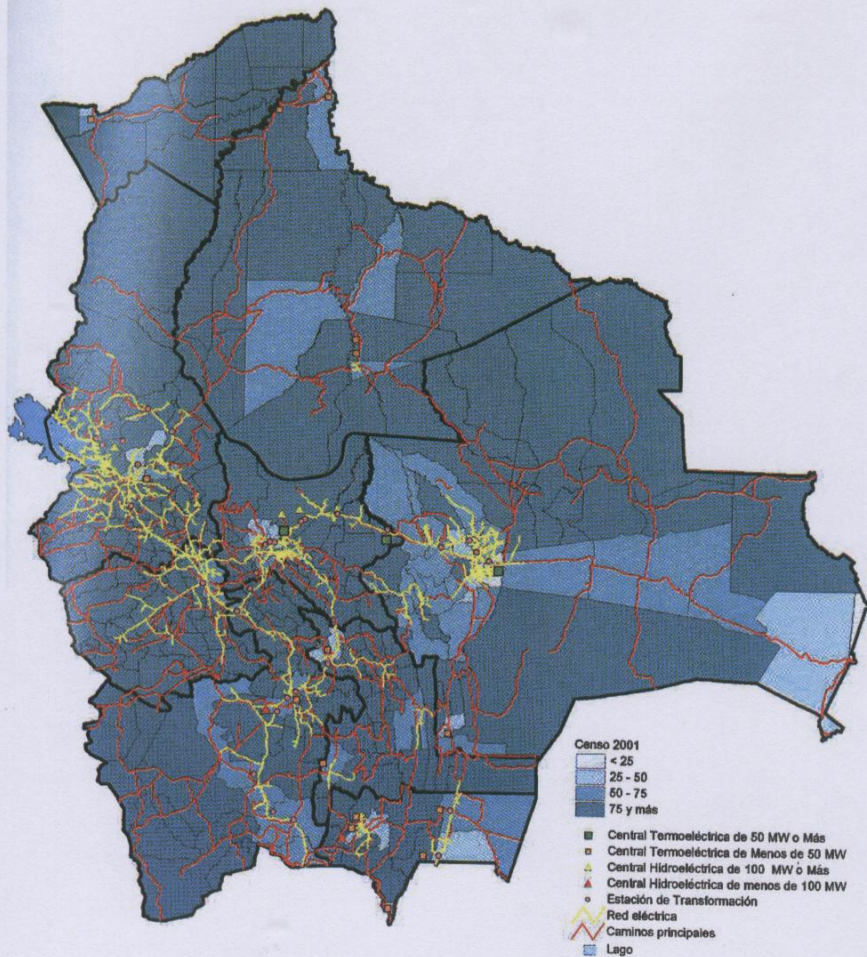 Censo 2001
< 25
25 - 50
50 - 75
75 y más
Central Termoeléctrica de 50 MW o Más
Central Termoeléctrica de Menos de 50 MW
Central Hidroeléctrica de 100 MW o Más
Central Hidroeléctrica de menos de 100 MW
Estación de Transformación
Red eléctrica
Caminos principales
Lago